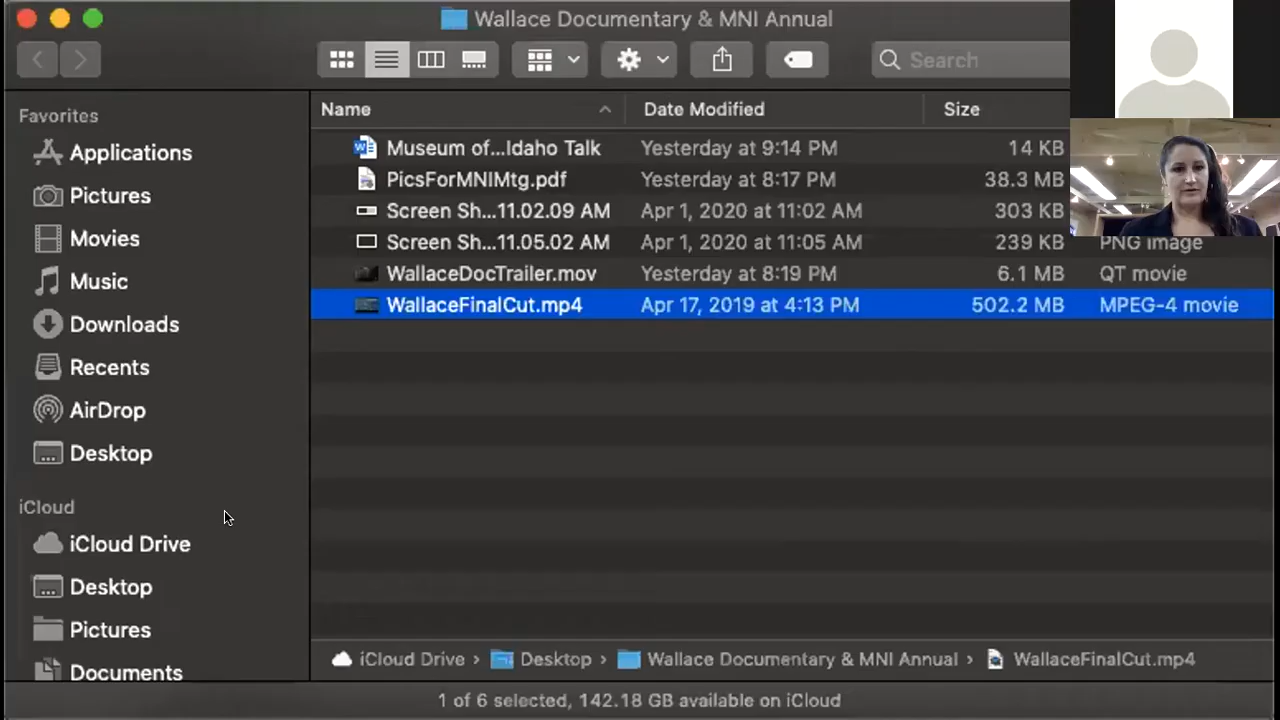 Wallace Documentary & MNI Annual
Search
Favorites
Applications
Pictures
Movies
Music
Downloads
Recents
AirDrop
Desktop
iCloud
iCloud Drive
Desktop
Pictures
Documents
Name Date Modified Size
Museum of...Idaho Talk Yesterday at 9:14 PM 14 KB
PicsForMNIMtg.pdf Yesterday at 8:17 PM 38.3 MB
Screen Sh...11.02.09 AM Apr 1, 2020 at 11:02 AM 303 KB
Screen Sh...11.05.02 AM Apr 1, 2020 at 11:05 AM 239 KB PNG image
WallaceDocTrailer.mov Yesterday at 8:19 PM 6.1 MB QT movie
WallaceFinalCut.mp4 Apr 17, 2019 at 4:13 PM 502.2 MB MPEG-4 movie
iCloud Drive › Desktop › Wallace Documentary & MNI Annual › WallaceFinalCut.mp4
1 of 6 selected, 142.18 GB available on iCloud